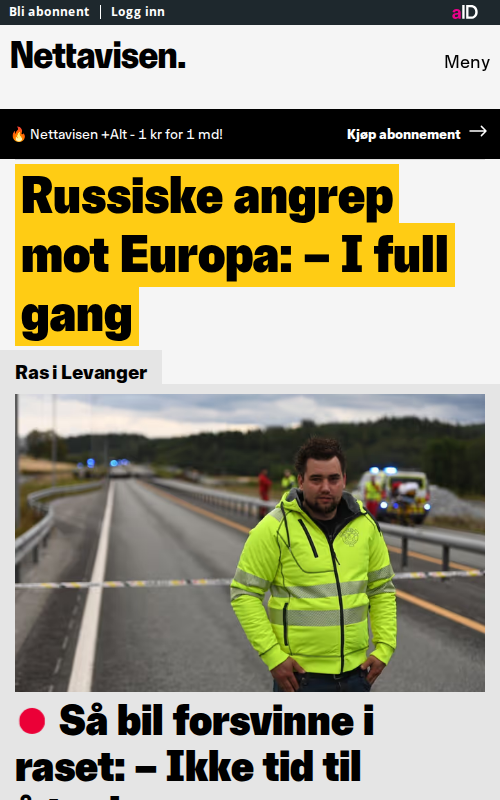 Bli abonnent Logg inn aID
Nettavisen.
Meny
🔥 Nettavisen +Alt - 1 kr for 1 md! Kjøp abonnement →
Russiske angrep
mot Europa: – I full
gang
Ras i Levanger
Så bil forsvinne i
raset: – Ikke tid til